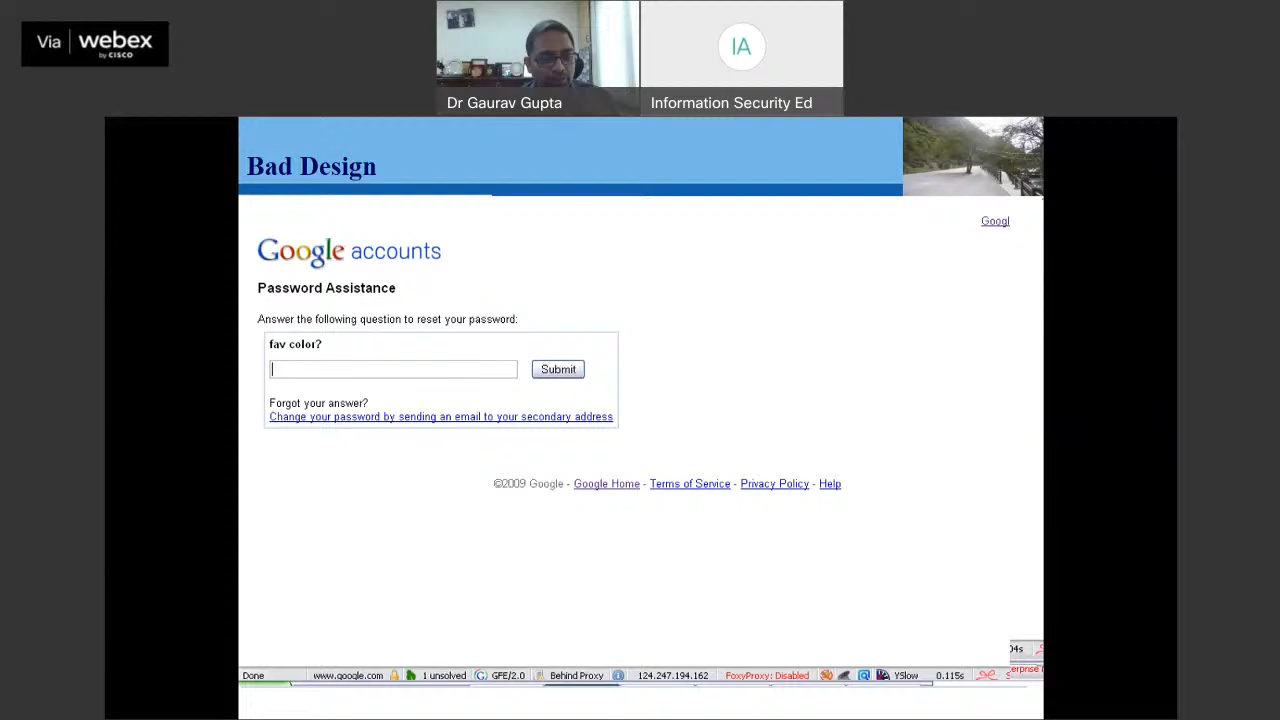 Via webex
by CISCO
IA
Dr Gaurav Gupta
Information Security Ed
Bad Design
Googl
Google accounts
Password Assistance
Answer the following question to reset your password:
fav color?
Submit
Forgot your answer?
Change your password by sending an email to your secondary address
©2009 Google - Google Home - Terms of Service - Privacy Policy - Help
04s
Done www.google.com 1 unsolved GFE/2.0 Behind Proxy 124.247.194.162 FoxyProxy: Disabled YSlow 0.115s